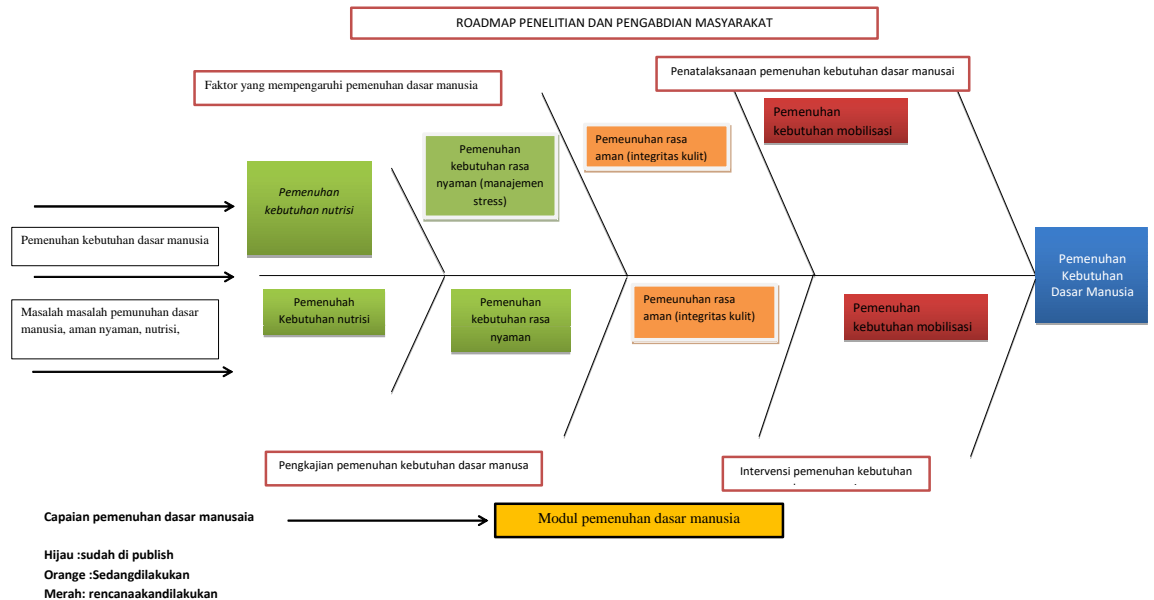 ROADMAP PENELITIAN DAN PENGABDIAN MASYARAKAT
Faktor yang mempengaruhi pemenuhan dasar manusia
Penatalaksanaan pemenuhan kebutuhan dasar manusai
Pemenuhan
kebutuhan nutrisi
Pemenuhan
kebutuhan rasa
nyaman (manajemen
stress)
Pemeunuhan rasa
aman (integritas kulit)
Pemenuhan
kebutuhan mobilisasi
Pemenuhan kebutuhan dasar manusia
Masalah masalah pemunuhan dasar
manusia, aman nyaman, nutrisi,
Pemenuhah
Kebutuhan nutrisi
Pemenuhan
kebutuhan rasa
nyaman
Pemeunuhan rasa
aman (integritas kulit)
Pemenuhan
kebutuhan mobilisasi
Pemenuhan
Kebutuhan
Dasar Manusia
Pengkajian pemenuhan kebutuhan dasar manusa
Intervensi pemenuhan kebutuhan
Capaian pemenuhan dasar manusaia
Modul pemenuhan dasar manusia
Hijau :sudah di publish
Orange :Sedangdilakukan
Merah: rencanaakandilakukan